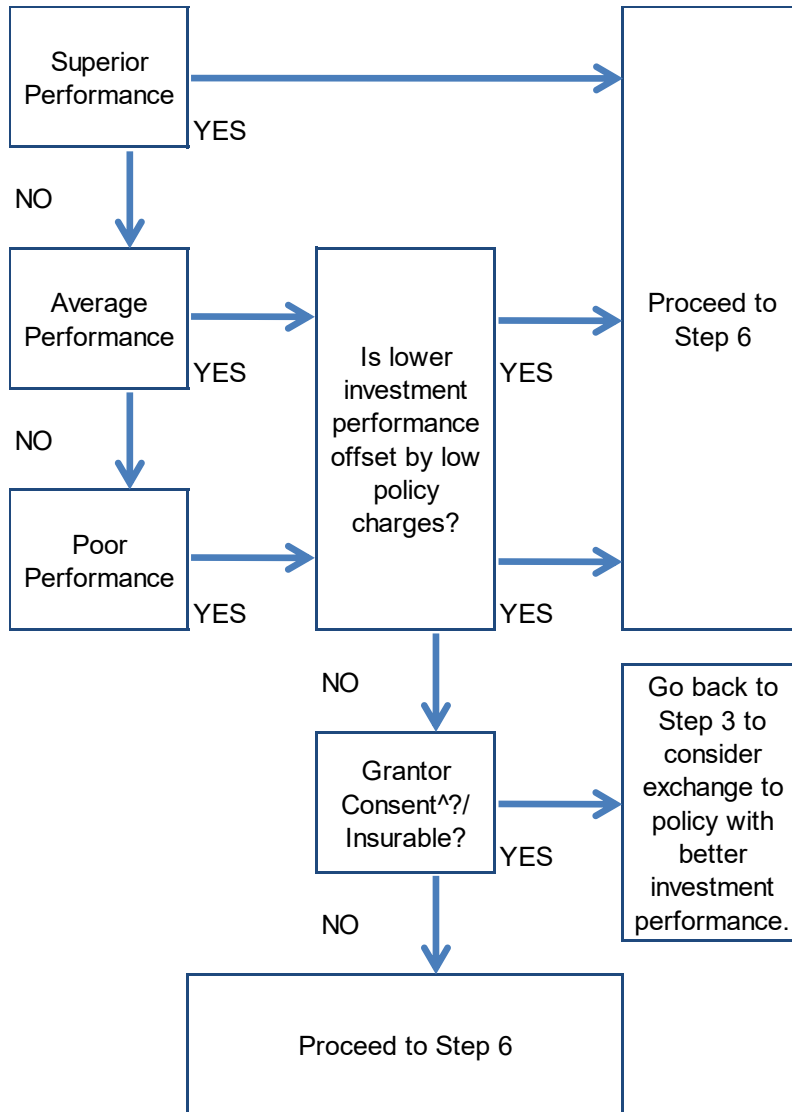 Superior
Performance
YES
NO
Average
Performance
YES
NO
Poor
Performance
YES
Is lower
investment
performance
offset by low
policy
charges?
YES
YES
Proceed to
Step 6
NO
Grantor
Consent^?/
Insurable?
YES
Go back to
Step 3 to
consider
exchange to
policy with
better
investment
performance.
NO
Proceed to Step 6